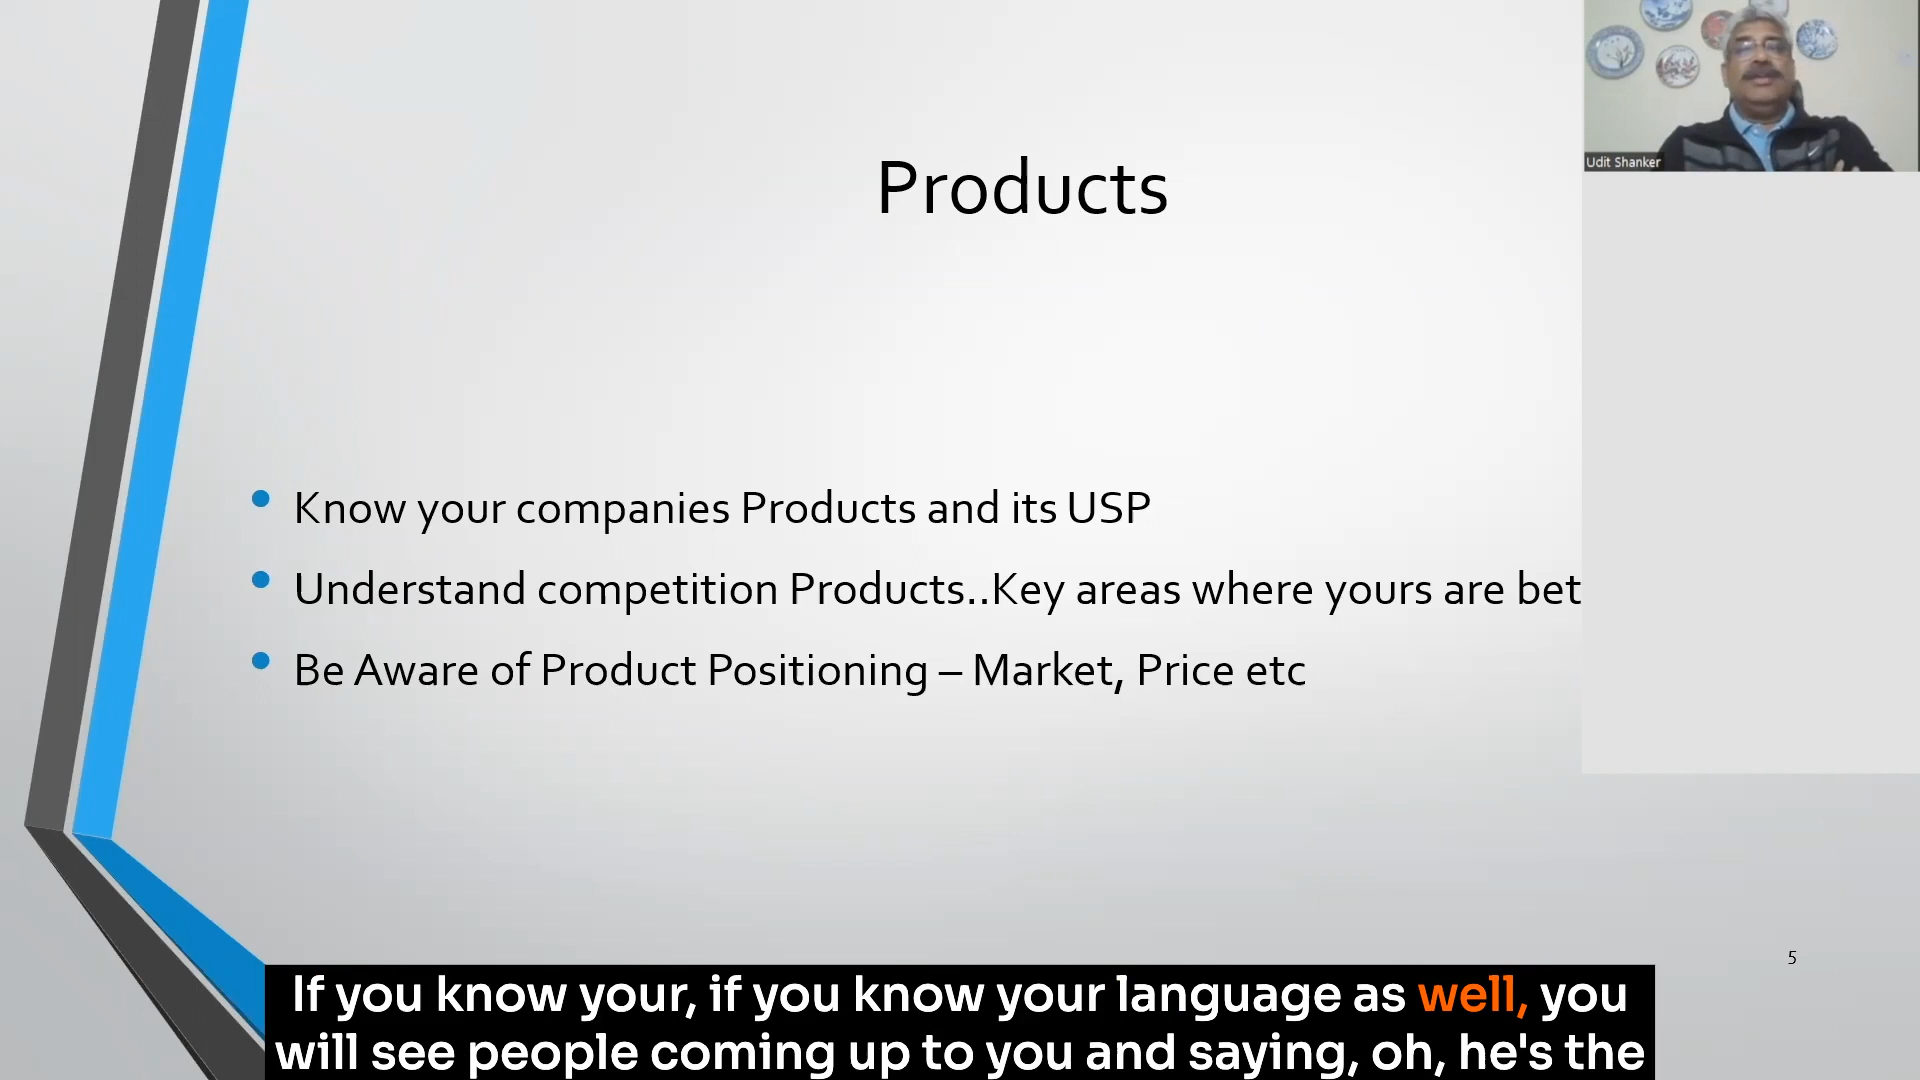 Udit Shanker
Products
Know your companies Products and its USP
Understand competition Products..Key areas where yours are bet
Be Aware of Product Positioning – Market, Price etc
5
If you know your, if you know your language as well, you
will see people coming up to you and saying, oh, he's the